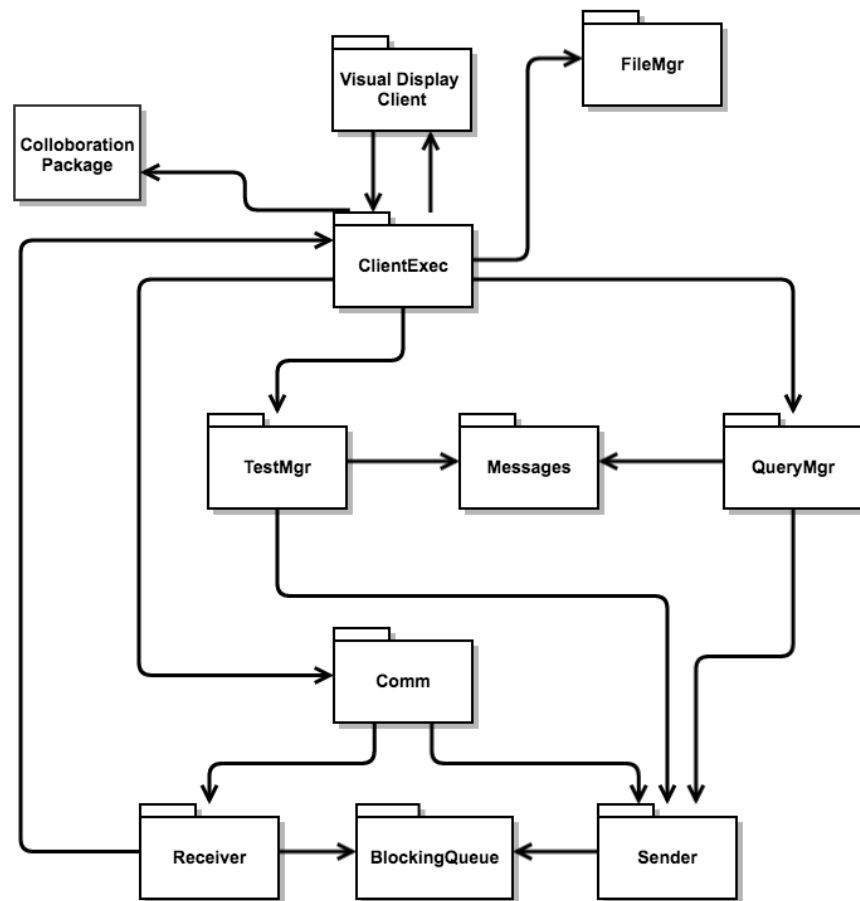 FileMgr
Visual Display
Client
Colloboration
Package
ClientExec
TestMgr
Messages
QueryMgr
Comm
Receiver
BlockingQueue
Sender